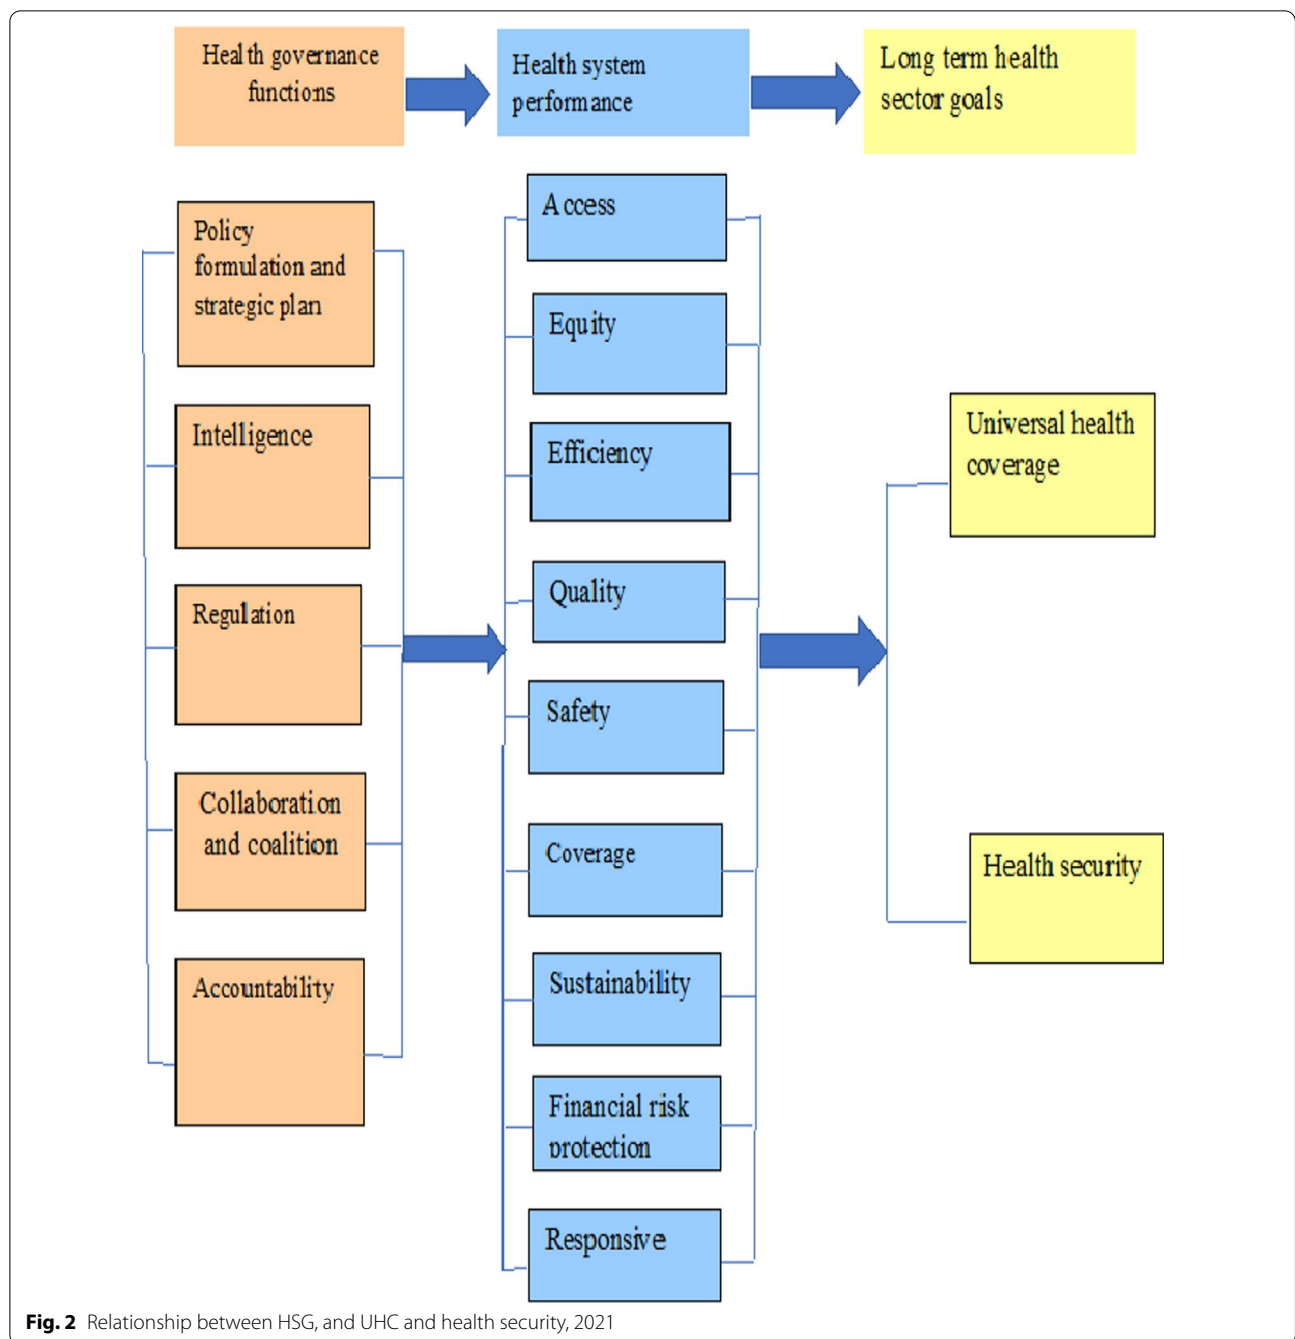 Health governance
functions
Health system
performance
Long term health
sector goals
Policy
formulation and
strategic plan
Intelligence
Regulation
Collaboration
and coalition
Accountability
Access
Equity
Efficiency
Quality
Safety
Coverage
Sustainability
Financial risk
protection
Responsive
Universal health
coverage
Health security
Fig. 2 Relationship between HSG, and UHC and health security, 2021